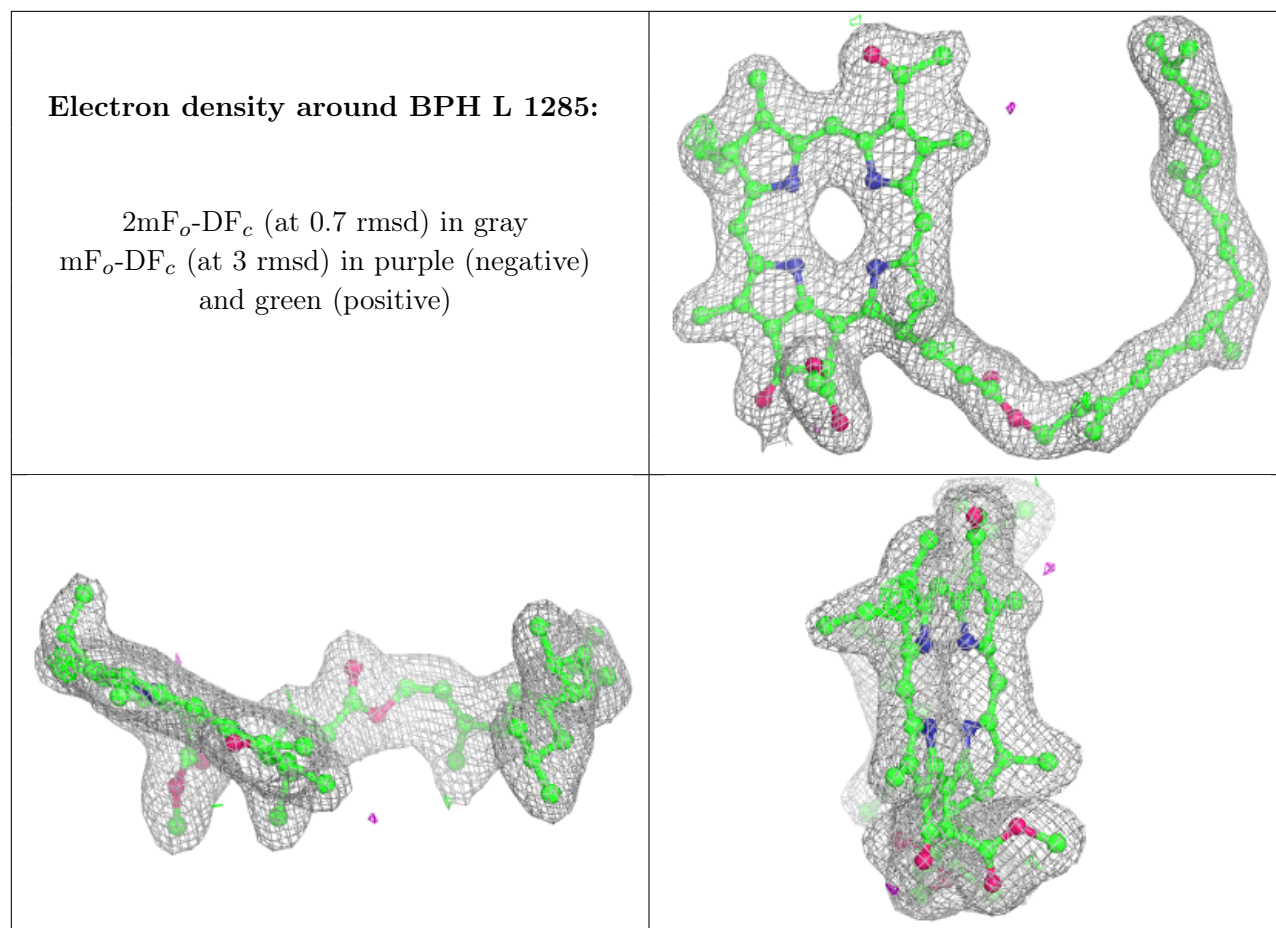 Electron density around BPH L 1285:
2mFo-DFc (at 0.7 rmsd) in gray
mFo-DFc (at 3 rmsd) in purple (negative)
and green (positive)